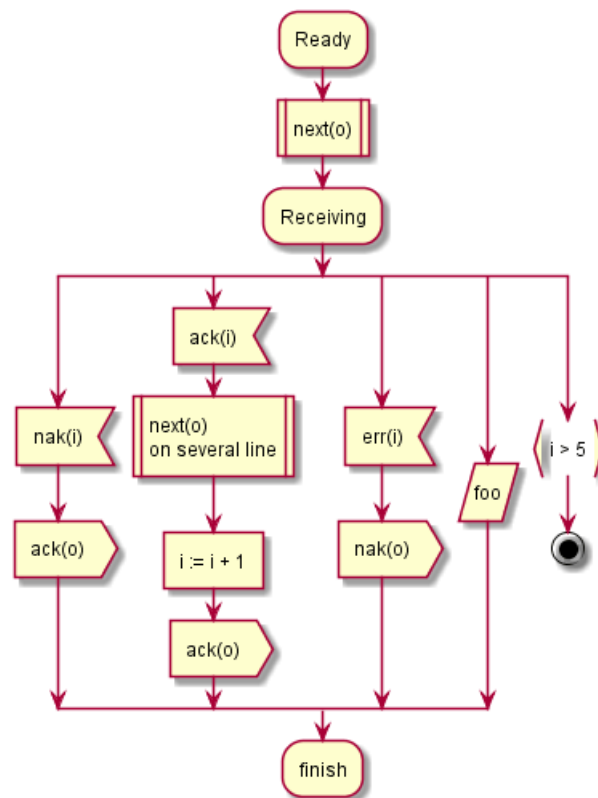 Ready
next(o)
Receiving
nak(i)
ack(o)
ack(i)
next(o)
on several line
i := i + 1
ack(o)
err(i)
nak(o)
foo
i > 5
finish